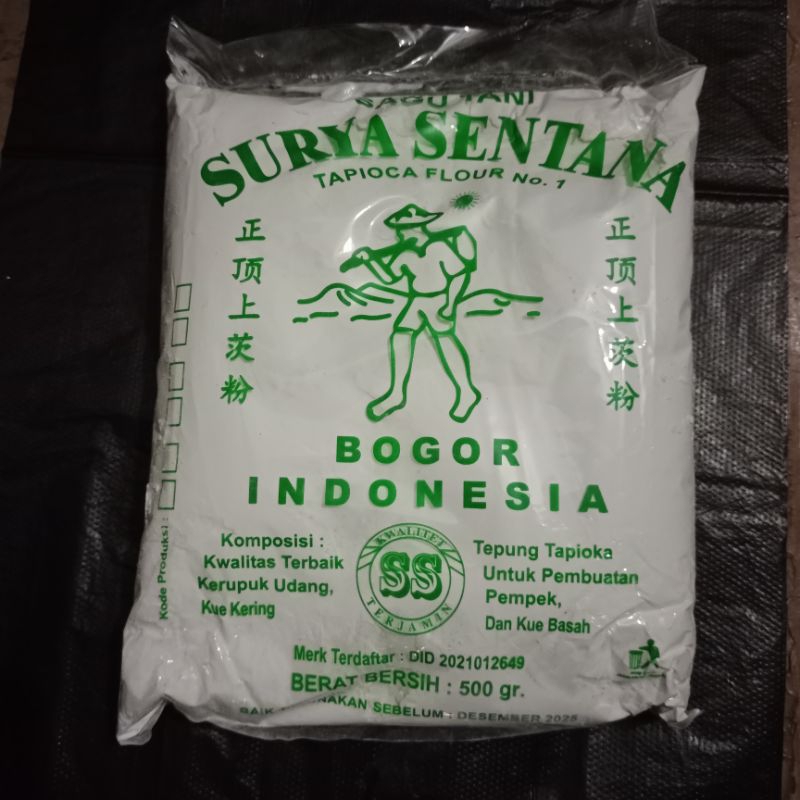 SAGU TANI
SURYA SENTANA
TAPIOCA FLOUR No. 1
正顶上茨粉
正顶上茨粉
BOGOR
INDONESIA
Komposisi :
Kwalitas Terbaik
Kerupuk Udang,
Kue Kering
KWALITET
SS
TERJAMIN
Tepung Tapioka
Untuk Pembuatan
Pempek,
Dan Kue Basah
Kode Produksi :
Merk Terdaftar : DID 2021012649
BERAT BERSIH : 500 gr.
BAIK SEBELUM : DESEMBER